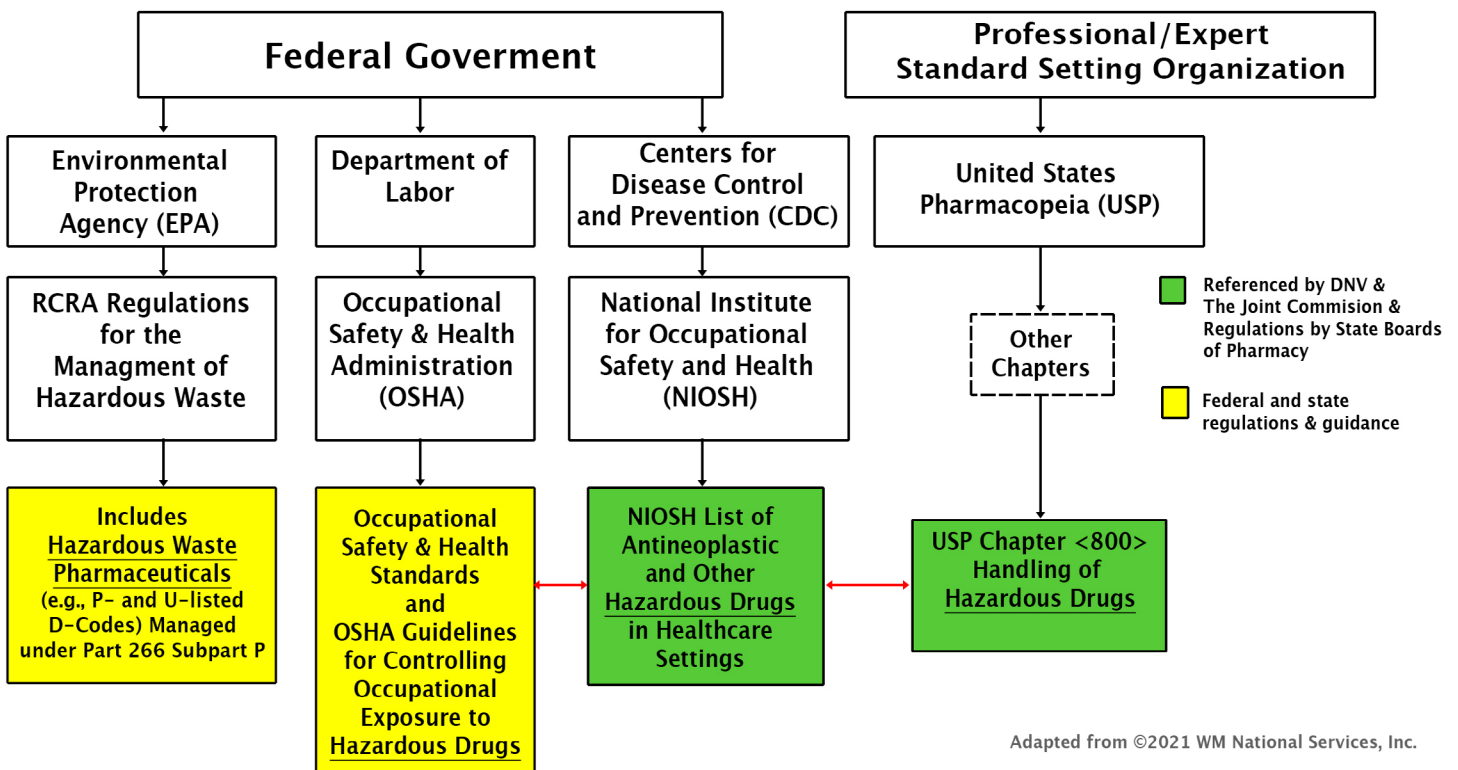 Federal Goverment
Professional/Expert
Standard Setting Organization
Environmental
Protection
Agency (EPA)
Department of
Labor
Centers for
Disease Control
and Prevention (CDC)
United States
Pharmacopeia (USP)
RCRA Regulations
for the
Managment of
Hazardous Waste
Occupational
Safety & Health
Administration
(OSHA)
National Institute
for Occupational
Safety and Health
(NIOSH)
Other
Chapters
Referenced by DNV &
The Joint Commision &
Regulations by State Boards
of Pharmacy
Federal and state
regulations & guidance
Includes
Hazardous Waste
Pharmaceuticals
(e.g., P- and U-listed
D-Codes) Managed
under Part 266 Subpart P
Occupational
Safety & Health
Standards
and
OSHA Guidelines
for Controlling
Occupational
Exposure to
Hazardous Drugs
NIOSH List of
Antineoplastic
and Other
Hazardous Drugs
in Healthcare
Settings
USP Chapter <800>
Handling of
Hazardous Drugs
Adapted from ©2021 WM National Services, Inc.